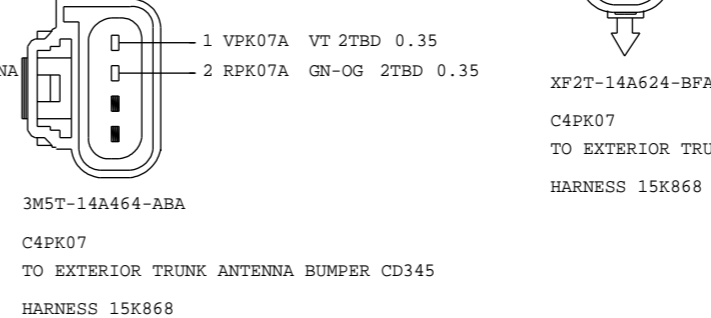 1 VPK07A VT 2TBD 0.35
NA
2 RPK07A GN-OG 2TBD 0.35
3M5T-14A464-ABA
C4PK07
TO EXTERIOR TRUNK ANTENNA BUMPER CD345
HARNESS 15K868
XF2T-14A624-BFA
C4PK07
TO EXTERIOR TRU
HARNESS 15K868